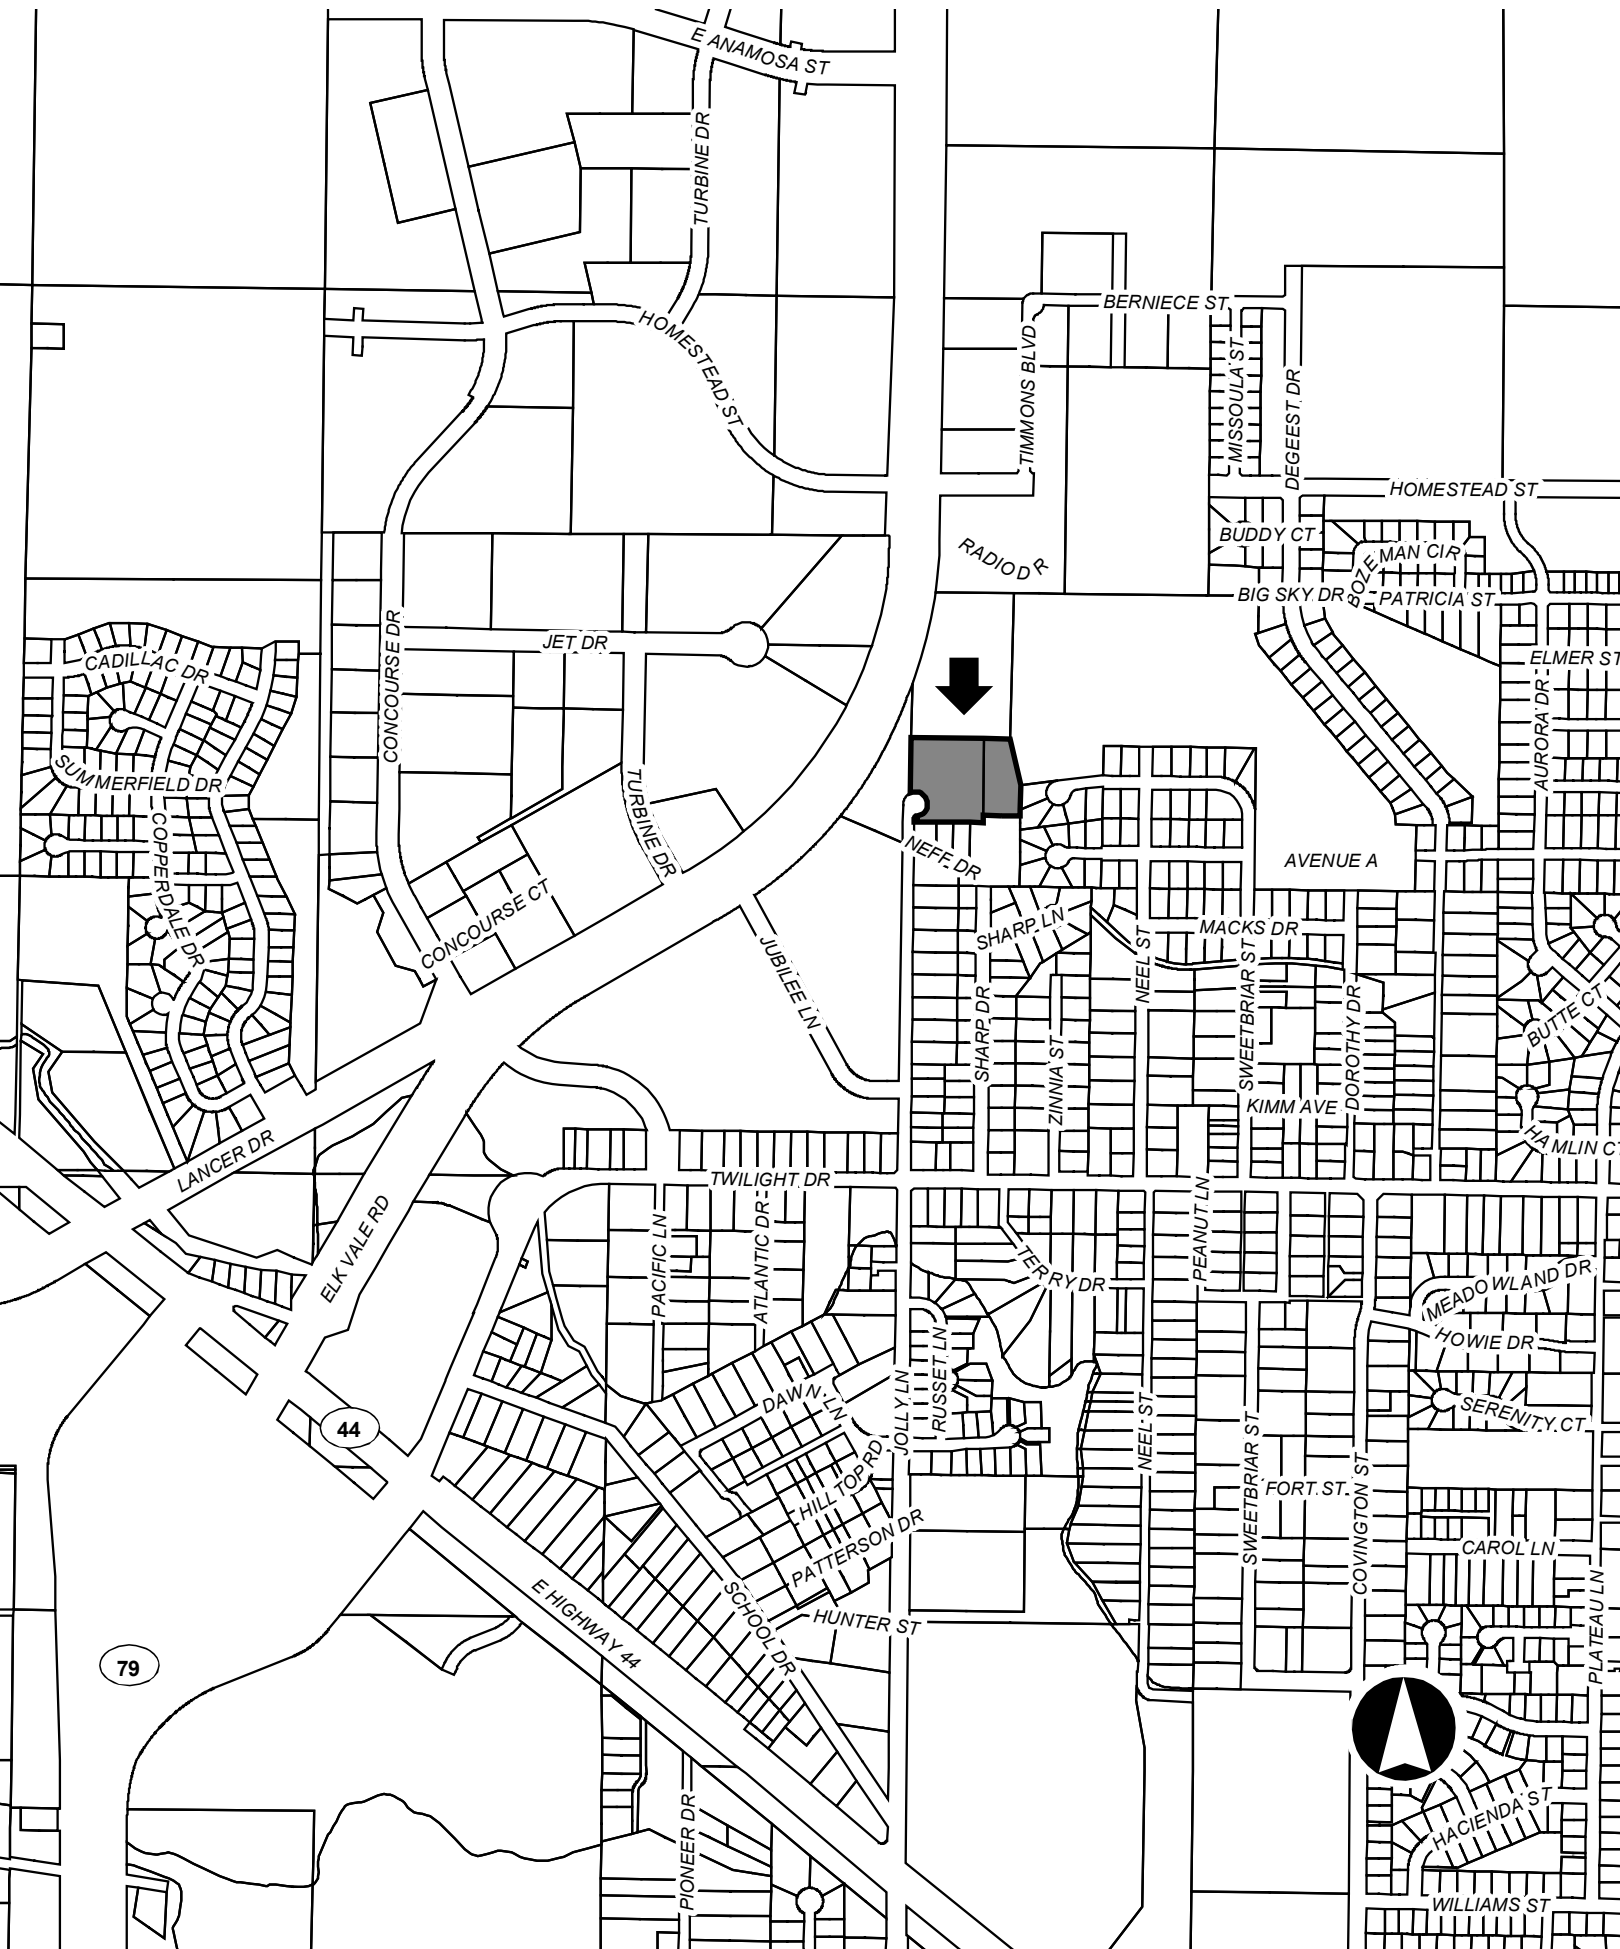 E ANAMOSA ST
TURBINE DR
BERNIECE ST
HOMESTEAD ST
TIMMONS BLVD
MISSOULA ST
DEGEEST DR
HOMESTEAD ST
BUDDY CT
BOZEMAN CIR
RADIO DR
BIG SKY DR
PATRICIA ST
CONCOURSE DR
JET DR
ELMER ST
CADILLAC DR
AURORA DR
SUMMERFIELD DR
TURBINE DR
COPPERDALE DR
NEFF DR
AVENUE A
CONCOURSE CT
SHARP LN
MACKS DR
JUBILEE LN
NEEL ST
SWEETBRIAR ST
DOROTHY DR
BUTTE CT
SHARP DR
ZINNIA ST
KIMM AVE
HAMLIN CT
LANCER DR
TWILIGHT DR
ELK VALE RD
PACIFIC LN
ATLANTIC DR
PEANUT LN
TERRY DR
MEADOWLAND DR
HOWIE DR
RUSSET LN
JOLLY LN
DAWN LN
SERENITY CT
44
NEEL ST
SWEETBRIAR ST
COVINGTON ST
HILLTOP RD
FORT ST
PATTERSON DR
CAROL LN
E HIGHWAY 44
SCHOOL DR
HUNTER ST
PLATEAU LN
79
PIONEER DR
HACIENDA ST
WILLIAMS ST